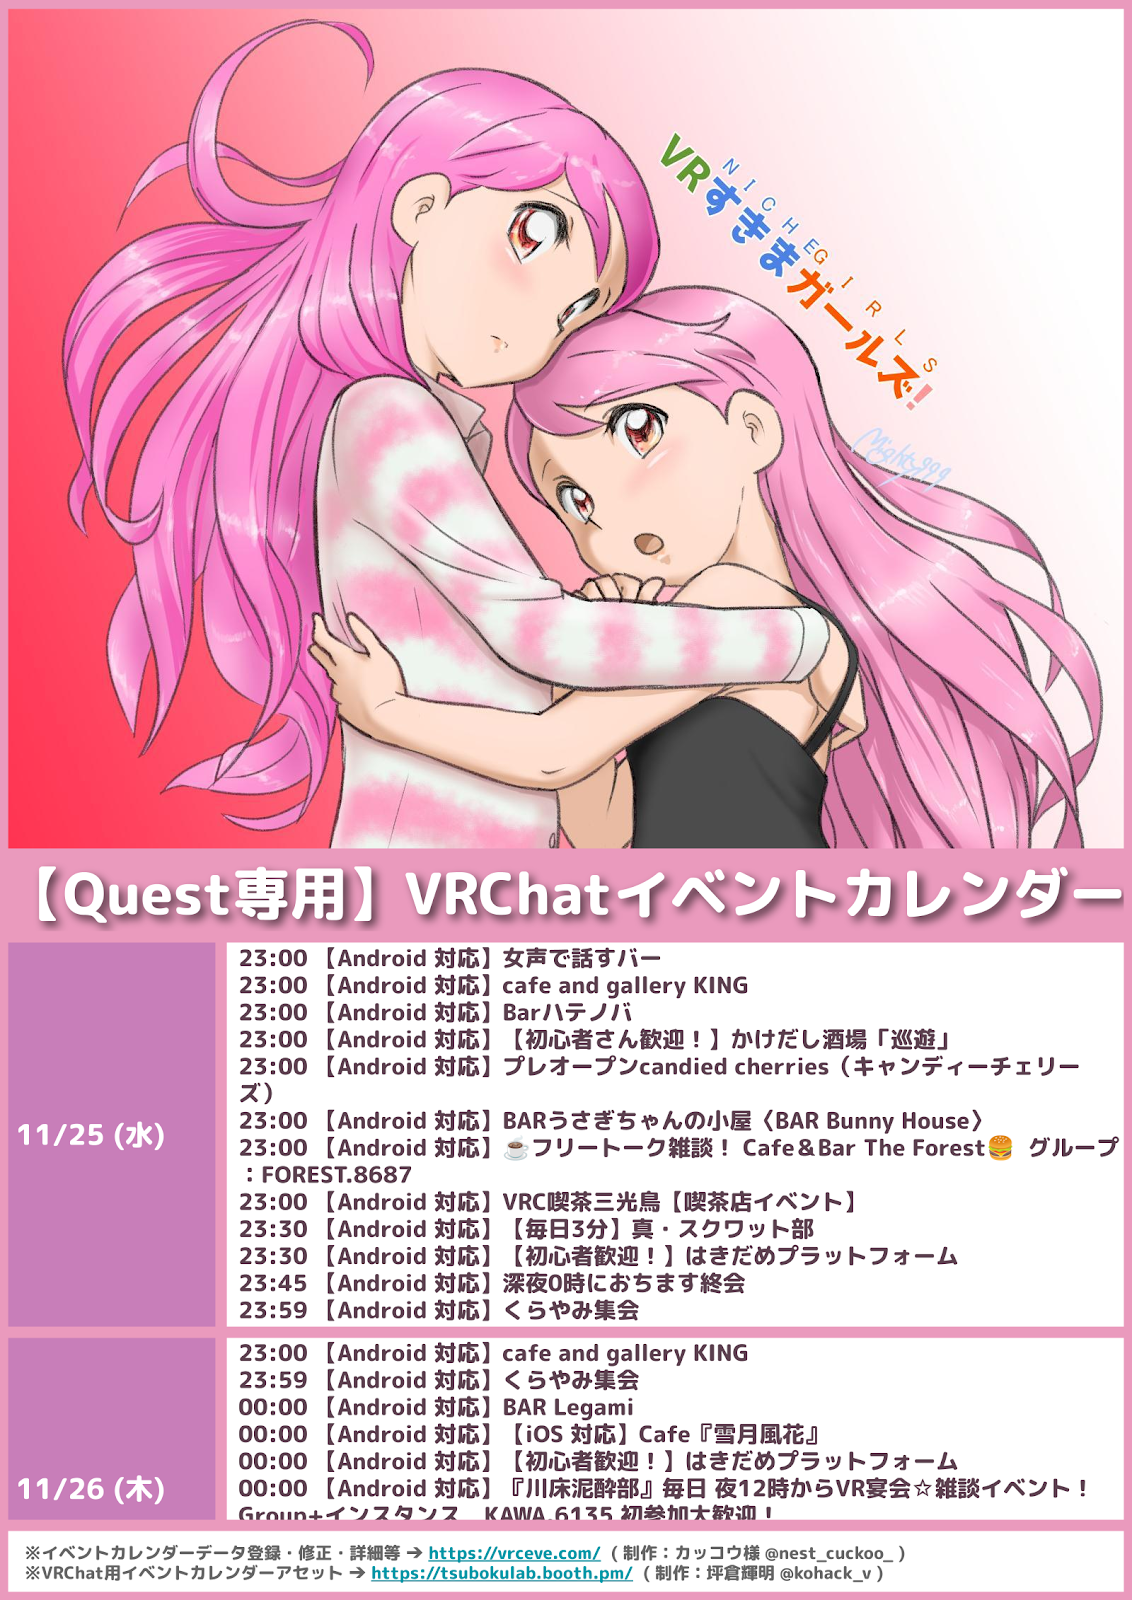 NICHE GIRLS
VRすきまガールズ!
Mighty999
【Quest専用】VRChatイベントカレンダー
11/25 (水)
23:00 【Android 対応】女声で話すバー
23:00 【Android 対応】cafe and gallery KING
23:00 【Android 対応】Barハテノバ
23:00 【Android 対応】【初心者さん歓迎！】かけだし酒場「巡遊」
23:00 【Android 対応】プレオープンcandied cherries（キャンディーチェリー
ズ）
23:00 【Android 対応】BARうさぎちゃんの小屋〈BAR Bunny House〉
23:00 【Android 対応】☕フリートーク雑談！ Cafe＆Bar The Forest🍔 グループ
：FOREST.8687
23:00 【Android 対応】VRC喫茶三光鳥【喫茶店イベント】
23:30 【Android 対応】【毎日3分】真・スクワット部
23:30 【Android 対応】【初心者歓迎！】はきだめプラットフォーム
23:45 【Android 対応】深夜0時におちます終会
23:59 【Android 対応】くらやみ集会
11/26 (木)
23:00 【Android 対応】cafe and gallery KING
23:59 【Android 対応】くらやみ集会
00:00 【Android 対応】BAR Legami
00:00 【Android 対応】【iOS 対応】Cafe『雪月風花』
00:00 【Android 対応】【初心者歓迎！】はきだめプラットフォーム
00:00 【Android 対応】『川床泥酔部』毎日 夜12時からVR宴会☆雑談イベント！
Group+インスタンス　KAWA.6135 初参加大歓迎！
※イベントカレンダーデータ登録・修正・詳細等 ➔ https://vrceve.com/ （ 制作：カッコウ様 @nest_cuckoo_ ）
※VRChat用イベントカレンダーアセット ➔ https://tsubokulab.booth.pm/ （ 制作：坪倉輝明 @kohack_v ）